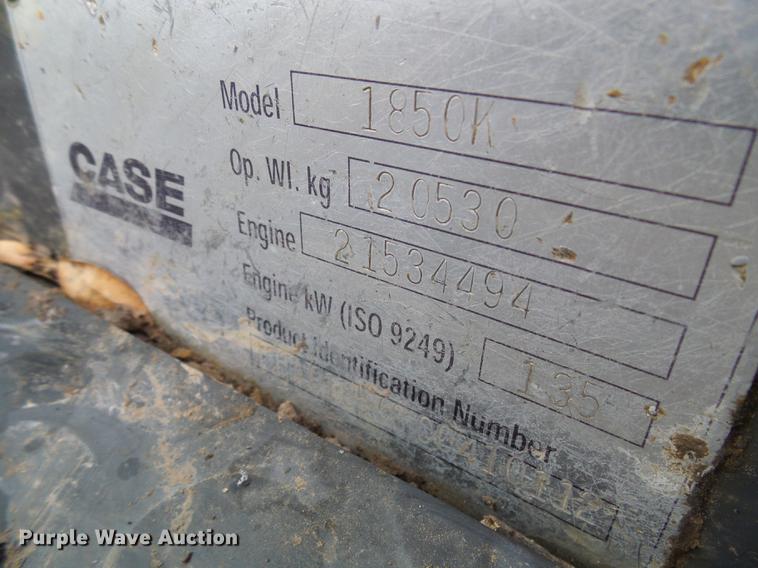 Model 1850K
CASE
Op. Wl. kg 20530
Engine 21534494
Engine kW (ISO 9249) 135
Product Identification Number
Purple Wave Auction